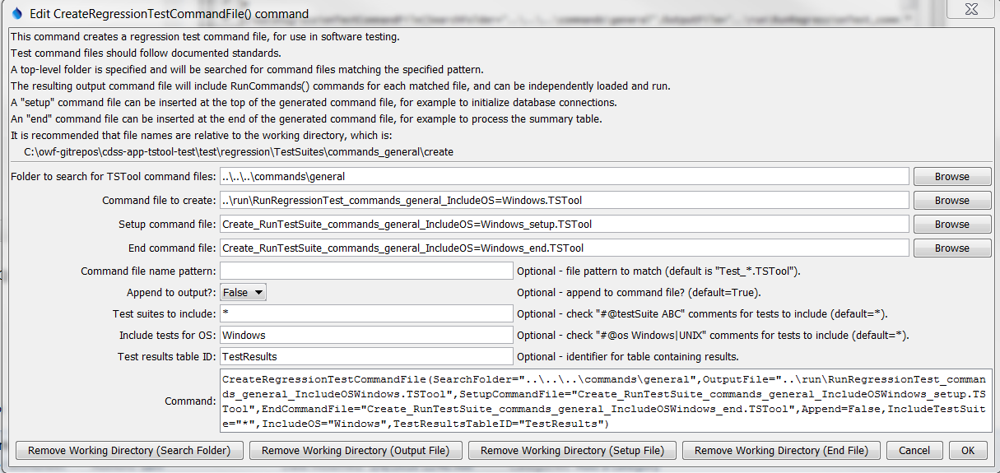 Edit CreateRegressionTestCommandFile() command
This command creates a regression test command file, for use in software testing.
Test command files should follow documented standards.
A top-level folder is specified and will be searched for command files matching the specified pattern.
The resulting output command file will include RunCommands() commands for each matched file, and can be independently loaded and run.
A "setup" command file can be inserted at the top of the generated command file, for example to initialize database connections.
An "end" command file can be inserted at the end of the generated command file, for example to process the summary table.
It is recommended that file names are relative to the working directory, which is:
C:\owf-gitrepos\cdss-app-tstool-test\test\regression\TestSuites\commands_general\create
Folder to search for TSTool command files: ..\..\..\commands\general Browse
Command file to create: ..\run\RunRegressionTest_commands_general_IncludeOS=Windows.TSTool Browse
Setup command file: Create_RunTestSuite_commands_general_IncludeOS=Windows_setup.TSTool Browse
End command file: Create_RunTestSuite_commands_general_IncludeOS=Windows_end.TSTool Browse
Command file name pattern: Optional - file pattern to match (default is "Test_*.TSTool").
Append to output?: False Optional - append to command file? (default=True).
Test suites to include: * Optional - check "#@testSuite ABC" comments for tests to include (default=*).
Include tests for OS: Windows Optional - check "#@os Windows|UNIX" comments for tests to include (default=*).
Test results table ID: TestResults Optional - identifier for table containing results.
Command: CreateRegressionTestCommandFile(SearchFolder="..\..\..\commands\general",OutputFile="..\run\RunRegressionTest_comman
ds_general_IncludeOSWindows.TSTool",SetupCommandFile="Create_RunTestSuite_commands_general_IncludeOSWindows_setup.TS
Tool",EndCommandFile="Create_RunTestSuite_commands_general_IncludeOSWindows_end.TSTool",Append=False,IncludeTestSuit
e="*",IncludeOS="Windows",TestResultsTableID="TestResults")
Remove Working Directory (Search Folder) Remove Working Directory (Output File) Remove Working Directory (Setup File) Remove Working Directory (End File) Cancel OK